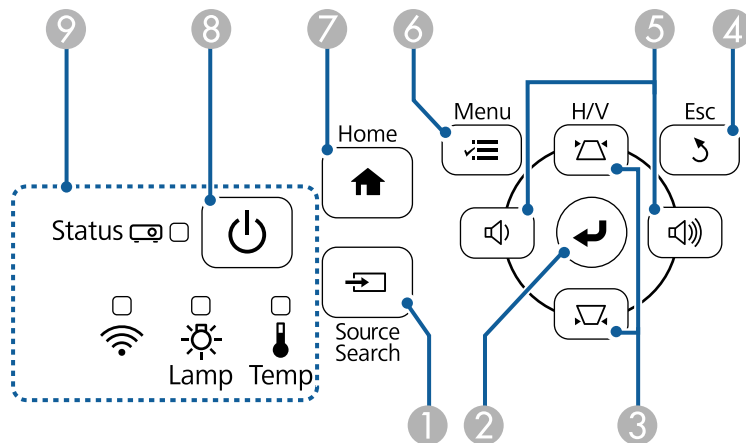 9 8 7 6 5 4
Menu H/V Esc
Home
Status
Source
Search
Lamp Temp
1 2 3